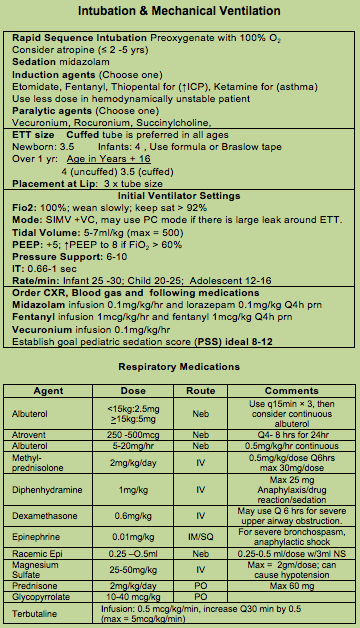 Intubation & Mechanical Ventilation
Rapid Sequence Intubation Preoxygenate with 100% O2
Consider atropine (≤ 2 -5 yrs)
Sedation midazolam
Induction agents (Choose one)
Etomidate, Fentanyl, Thiopental for (↑ICP), Ketamine for (asthma)
Use less dose in hemodynamically unstable patient
Paralytic agents (Choose one)
Vecuronium, Rocuronium, Succinylcholine,
ETT size Cuffed tube is preferred in all ages
Newborn: 3.5 Infants: 4 , Use formula or Braslow tape
Over 1 yr: Age in Years + 16
4 (uncuffed) 3.5 (cuffed)
Placement at Lip: 3 x tube size
Initial Ventilator Settings
Fio2: 100%; wean slowly; keep sat > 92%
Mode: SIMV +VC, may use PC mode if there is large leak around ETT.
Tidal Volume: 5-7ml/kg (max = 500)
PEEP: +5; ↑PEEP to 8 if FiO2 > 60%
Pressure Support: 6-10
IT: 0.66-1 sec
Rate/min: Infant 25 -30; Child 20-25; Adolescent 12-16
Order CXR, Blood gas and following medications
Midazolam infusion 0.1mg/kg/hr and lorazepam 0.1mg/kg Q4h prn
Fentanyl infusion 1mcg/kg/hr and fentanyl 1mcg/kg Q4h prn
Vecuronium infusion 0.1mg/kg/hr
Establish goal pediatric sedation score (PSS) ideal 8-12
Respiratory Medications
Agent Dose Route Comments
Albuterol <15kg:2.5mg ≥15kg:5mg Neb Use q15min × 3, then consider continuous albuterol
Atrovent 250 -500mcg Neb Q4- 8 hrs for 24hr
Albuterol 5-20mg/hr Neb 0.5mg/kg/hr continuous
Methyl-prednisolone 2mg/kg/day IV 0.5mg/kg/dose Q6hrs max 30mg/dose
Diphenhydramine 1mg/kg IV Max 25 mg Anaphylaxis/drug reaction/sedation
Dexamethasone 0.6mg/kg IV May use Q 6 hrs for severe upper airway obstruction.
Epinephrine 0.01mg/kg IM/SQ For severe bronchospasm, anaphylactic shock
Racemic Epi 0.25 –O.5ml Neb 0.25-0.5 ml/dose w/3ml NS
Magnesium Sulfate 25-50mg/kg IV Max = 2gm/dose; can cause hypotension
Prednisone 2mg/kg/day PO Max 60 mg
Glycopyrrolate 10-40 mcg/kg PO
Terbutaline Infusion: 0.5 mcg/kg/min, increase Q30 min by 0.5 (max = 5mcg/kg/min)